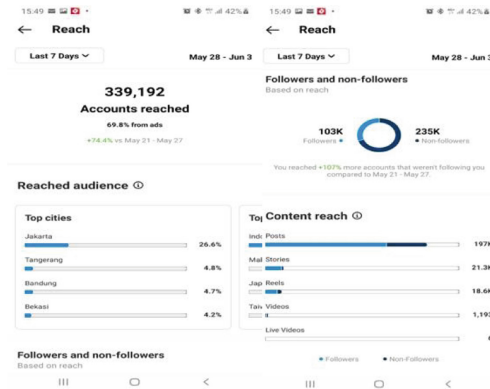 15:49
42%
← Reach
Last 7 Days
May 28 - Jun 3
339,192
Accounts reached
69.8% from ads
+74.4% vs May 21 - May 27
Reached audience
Top cities
Jakarta
26.6%
Tangerang
4.8%
Bandung
4.7%
Bekasi
4.2%
Followers and non-followers
Based on reach
15:49
42%
← Reach
Last 7 Days
May 28 - Jun 3
Followers and non-followers
Based on reach
103K
Followers
235K
Non-followers
You reached +107% more accounts that weren't following you
compared to May 21 - May 27.
Content reach
Posts
197K
Stories
21.3K
Reels
18.6K
Videos
1,193
Live Videos
Followers
Non-Followers